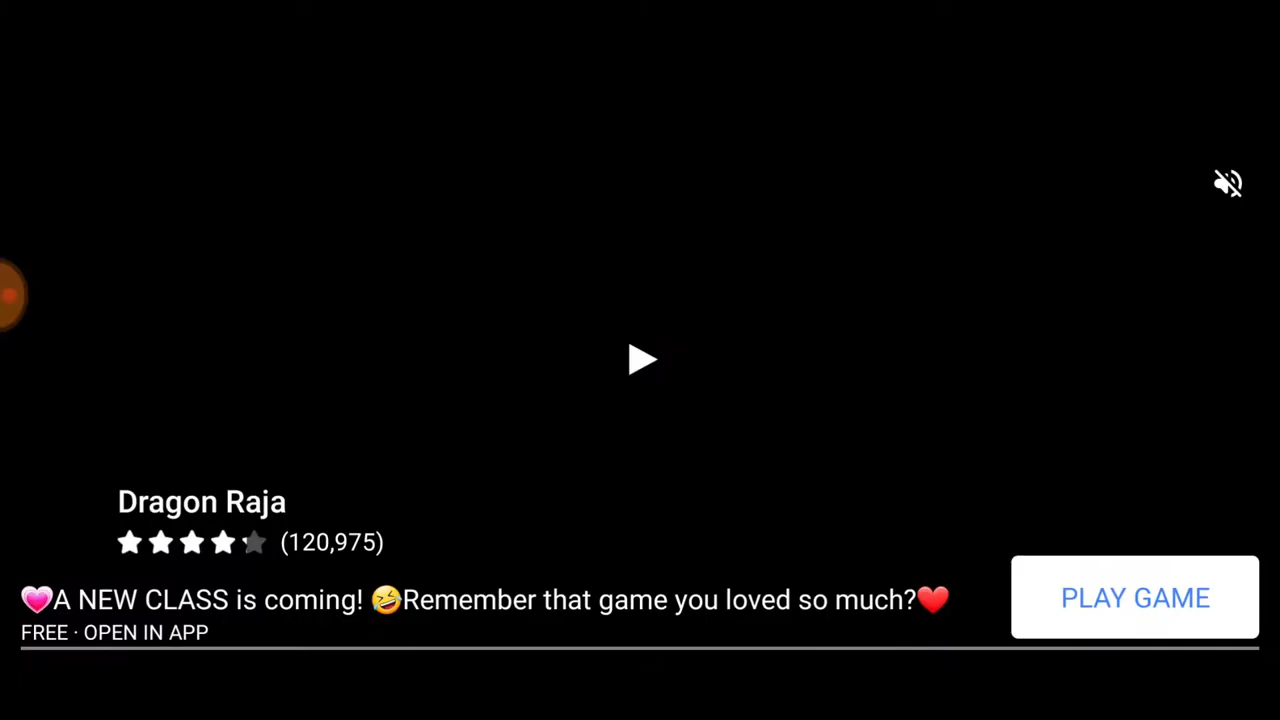 Dragon Raja
(120,975)
💗A NEW CLASS is coming! 🤣Remember that game you loved so much?❤️
FREE · OPEN IN APP
PLAY GAME